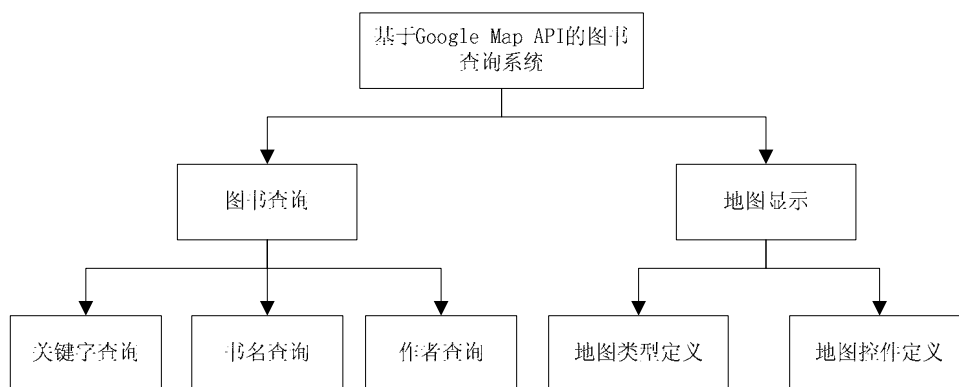 基于Google Map API的图书
查询系统
图书查询
地图显示
关键字查询
书名查询
作者查询
地图类型定义
地图控件定义